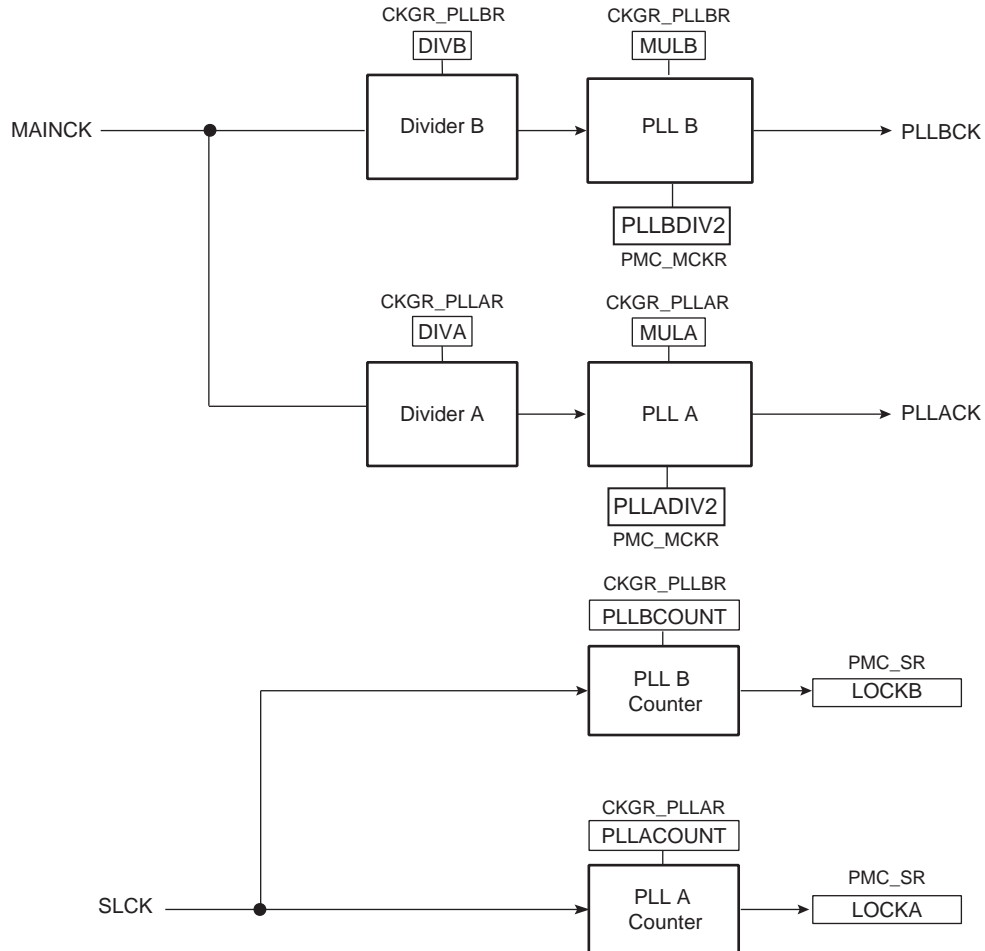 CKGR_PLLBR
DIVB
CKGR_PLLBR
MULB
MAINCK
Divider B
PLL B
PLLBCK
PLLBDIV2
PMC_MCKR
CKGR_PLLAR
DIVA
CKGR_PLLAR
MULA
Divider A
PLL A
PLLACK
PLLADIV2
PMC_MCKR
CKGR_PLLBR
PLLBCOUNT
PLL B
Counter
PMC_SR
LOCKB
CKGR_PLLAR
PLLACOUNT
SLCK
PLL A
Counter
PMC_SR
LOCKA